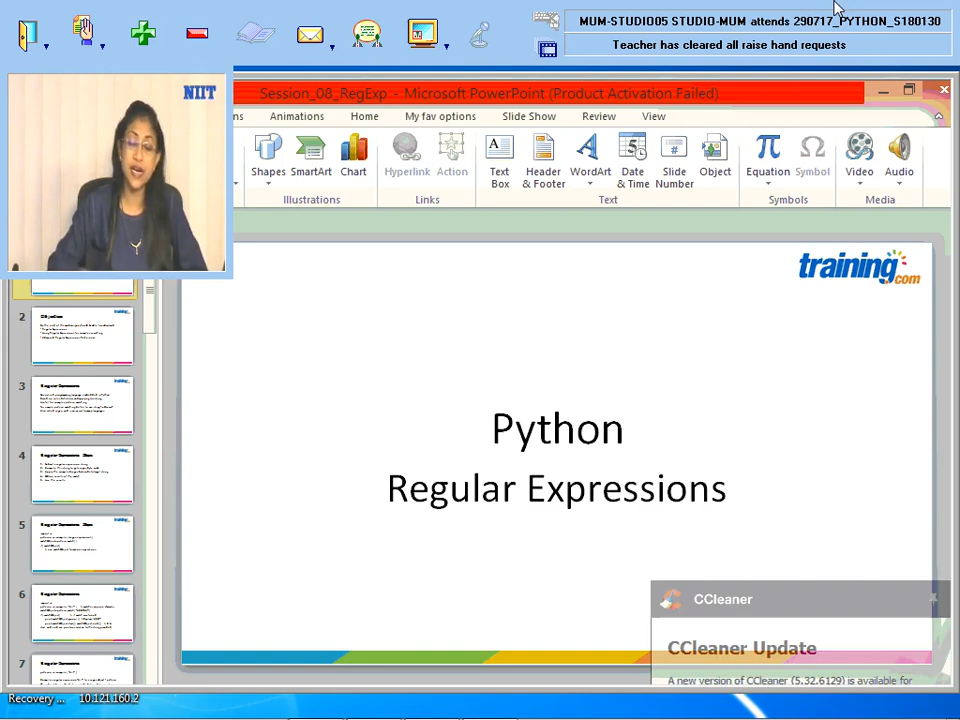 MUM-STUDIO05 STUDIO-MUM attends 290717_PYTHON_S180130
Teacher has cleared all raise hand requests
NIIT
Session_08_RegExp - Microsoft PowerPoint (Product Activation Failed)
ns Animations Home My fav options Slide Show Review View
Shapes SmartArt Chart Hyperlink Action Text Box Header & Footer WordArt Date & Time Slide Number Object Equation Symbol Video Audio
Illustrations Links Text Symbols Media
training.com
Python
Regular Expressions
2
3
4
5
6
7
CCleaner
CCleaner Update
A new version of CCleaner (5.32.6129) is available for
Recovery ... 10.121.160.2